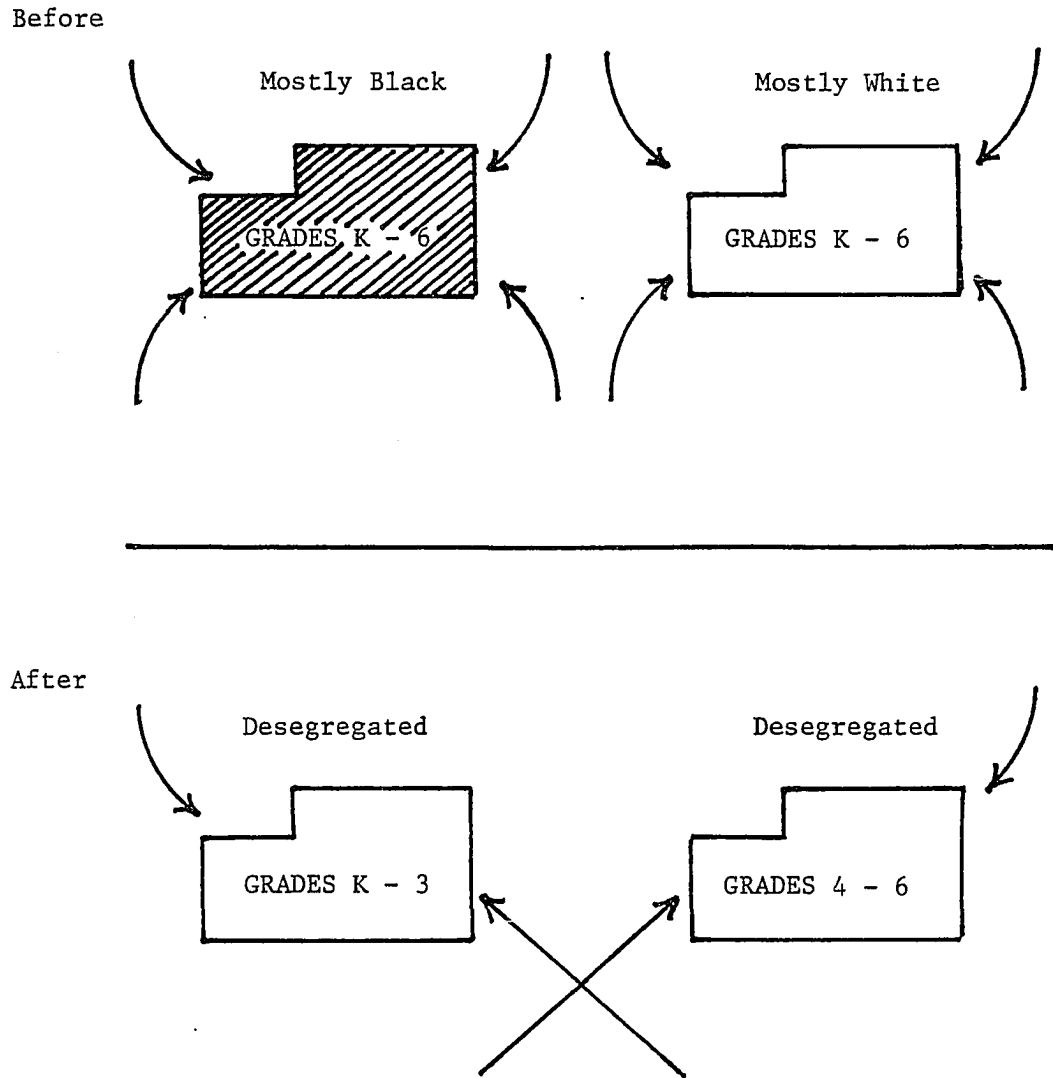 Before
Mostly Black
Mostly White
GRADES K - 6
GRADES K - 6
After
Desegregated
Desegregated
GRADES K - 3
GRADES 4 - 6